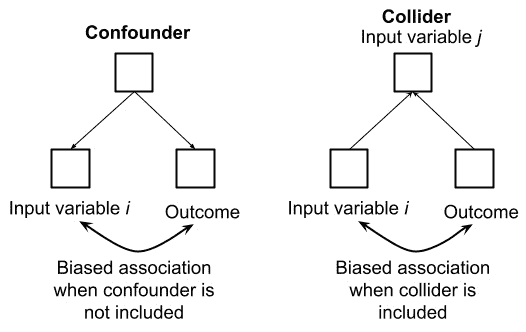 Confounder
Input variable i
Outcome
Biased association
when confounder is
not included
Collider
Input variable j
Input variable i
Outcome
Biased association
when collider is
included